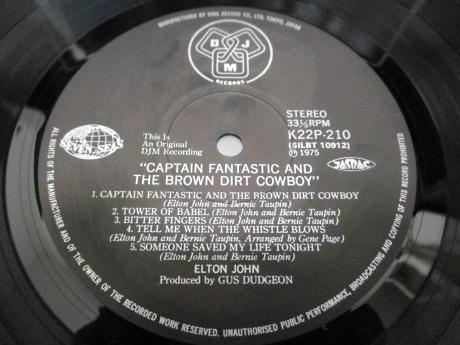 MANUFACTURED BY KING RECORD CO, LTD. TOKYO, JAPAN
D J
M
RECORDS
STEREO
33⅓RPM
K22P-210
(SILBT 10912)
Ⓟ1975
SEVEN SEAS
This Is
An Original
DJM Recording
JASRAC
"CAPTAIN FANTASTIC AND
THE BROWN DIRT COWBOY"
1. CAPTAIN FANTASTIC AND THE BROWN DIRT COWBOY
(Elton John and Bernie Taupin)
2. TOWER OF BABEL (Elton John and Bernie Taupin)
3. BITTER FINGERS (Elton John and Bernie Taupin)
4. TELL ME WHEN THE WHISTLE BLOWS
(Elton John and Bernie Taupin, Arranged by Gene Page)
5. SOMEONE SAVED MY LIFE TONIGHT
(Elton John and Bernie Taupin)
ELTON JOHN
Produced by GUS DUDGEON
ALL RIGHTS OF THE MANUFACTURER AND OF THE OWNER OF THE RECORDED WORK RESERVED. UNAUTHORISED PUBLIC PERFORMANCE, BROADCASTING AND COPYING OF THIS RECORD PROHIBITED